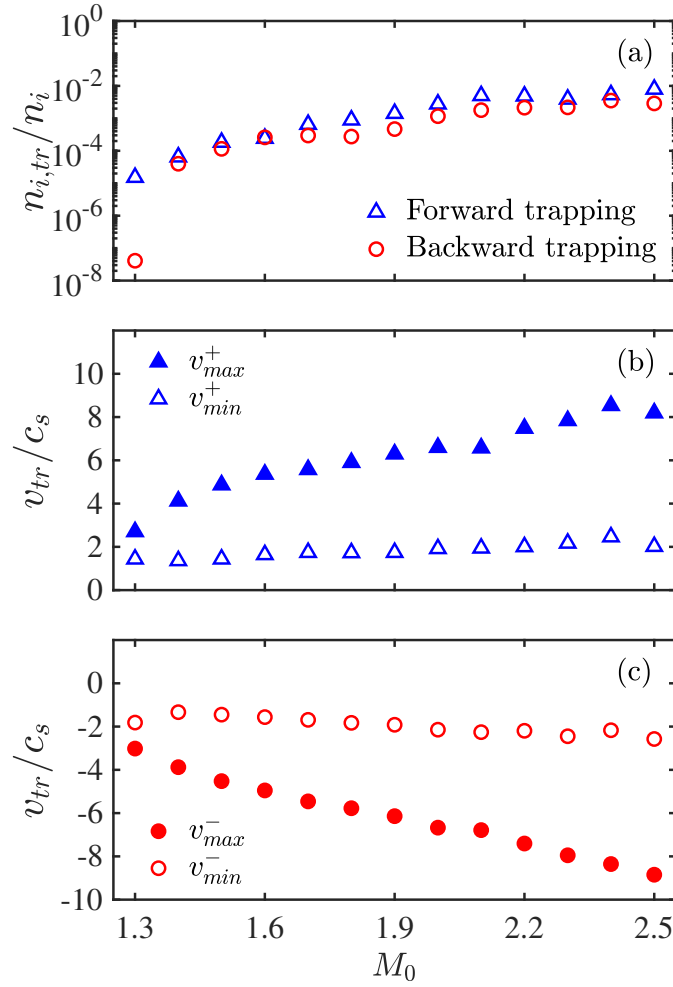 10^0
(a)
10^-2
n_{i,tr}/n_i
10^-4
Forward trapping
10^-6
Backward trapping
10^-8
(b)
10
v^+_{max}
v^+_{min}
8
v_{tr}/c_s
6
4
2
0
(c)
0
-2
v_{tr}/c_s
-4
-6
v^-_{max}
-8
v^-_{min}
-10
1.3 1.6 1.9 2.2 2.5
M_0